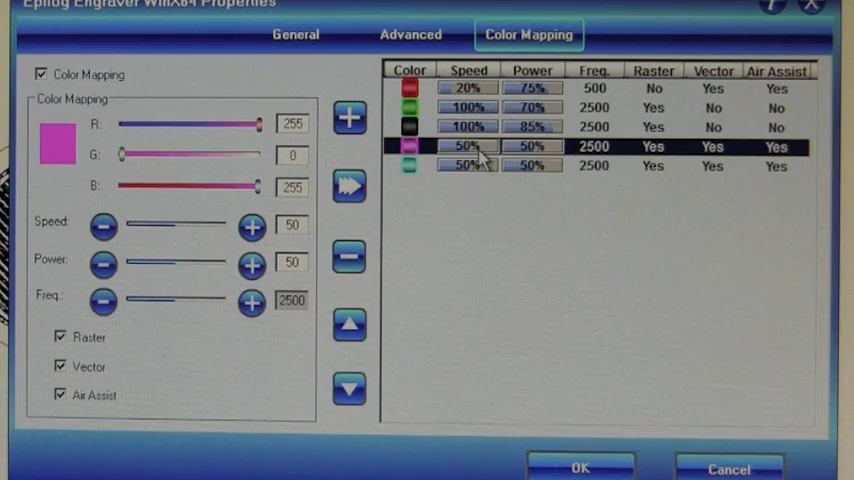 Epilog Engraver WinX64 Properties
General Advanced Color Mapping
Color Mapping
Color Mapping
R: 255
G: 0
B: 255
Speed: 50
Power: 50
Freq.: 2500
Raster
Vector
Air Assist
Color Speed Power Freq. Raster Vector Air Assist
20% 75% 500 No Yes Yes
100% 70% 2500 Yes No No
100% 85% 2500 Yes No No
50% 50% 2500 Yes Yes Yes
50% 50% 2500 Yes Yes Yes
OK Cancel